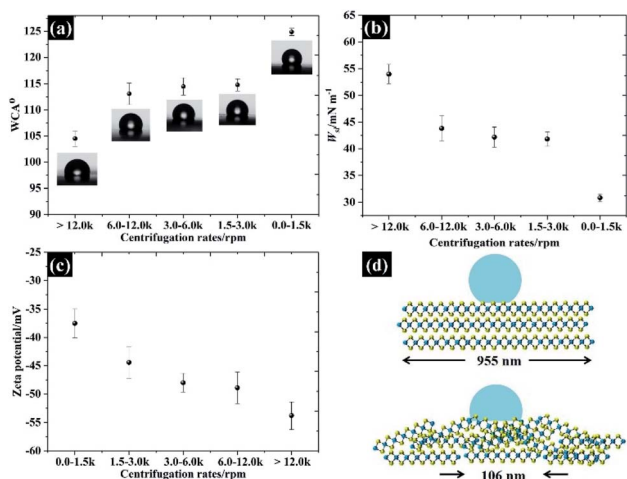 (a)
WCA°
125
120
115
110
105
100
95
90
> 12.0k 6.0-12.0k 3.0-6.0k 1.5-3.0k 0.0-1.5k
Centrifugation rates/rpm
(b)
Wsl/mN m-1
65
60
55
50
45
40
35
30
> 12.0k 6.0-12.0k 3.0-6.0k 1.5-3.0k 0.0-1.5k
Centrifugation rates/rpm
(c)
Zeta potential/mV
-25
-30
-35
-40
-45
-50
-55
-60
0.0-1.5k 1.5-3.0k 3.0-6.0k 6.0-12.0k > 12.0k
Centrifugation rates/rpm
(d)
955 nm
106 nm